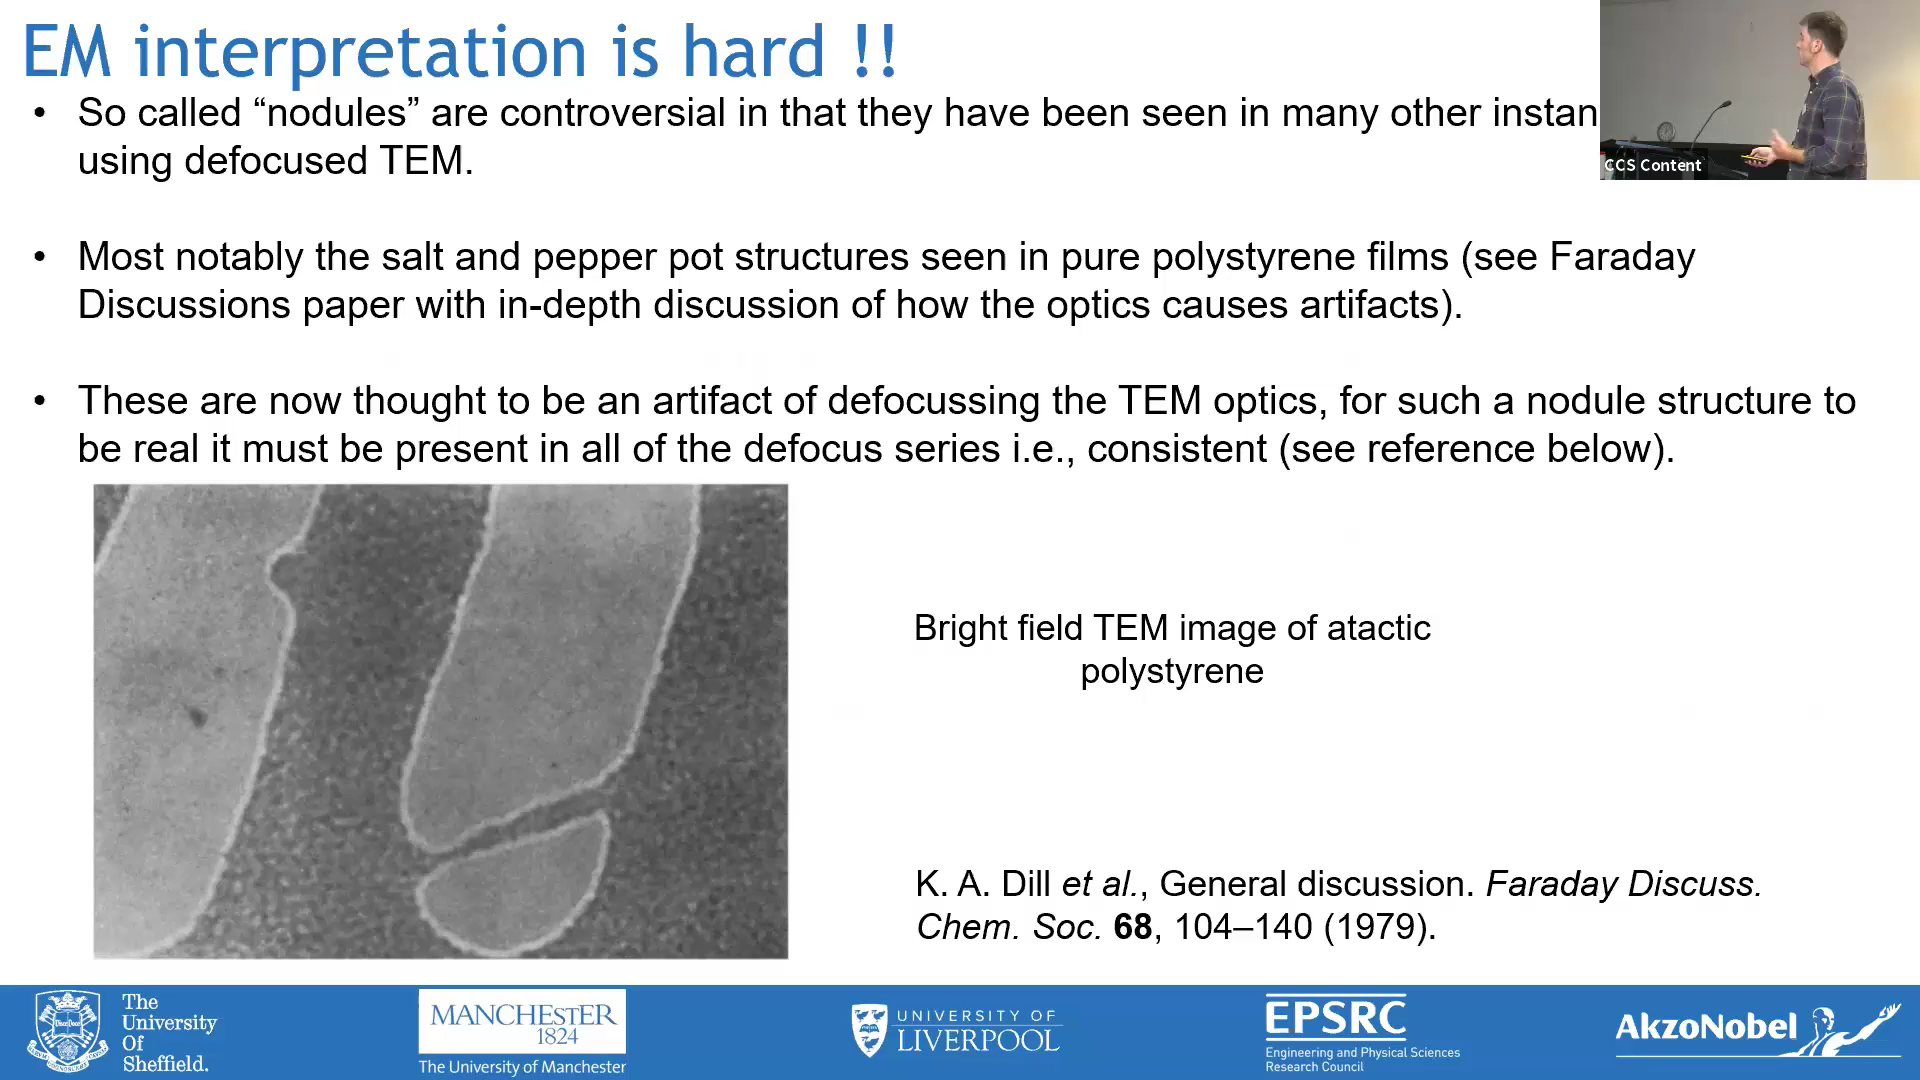 EM interpretation is hard !!
• So called “nodules” are controversial in that they have been seen in many other instan
using defocused TEM.
CCS Content
• Most notably the salt and pepper pot structures seen in pure polystyrene films (see Faraday
Discussions paper with in-depth discussion of how the optics causes artifacts).
• These are now thought to be an artifact of defocussing the TEM optics, for such a nodule structure to
be real it must be present in all of the defocus series i.e., consistent (see reference below).
Bright field TEM image of atactic
polystyrene
K. A. Dill et al., General discussion. Faraday Discuss.
Chem. Soc. 68, 104–140 (1979).
The
University
Of
Sheffield.
MANCHESTER
1824
The University of Manchester
UNIVERSITY OF
LIVERPOOL
EPSRC
Engineering and Physical Sciences
Research Council
AkzoNobel